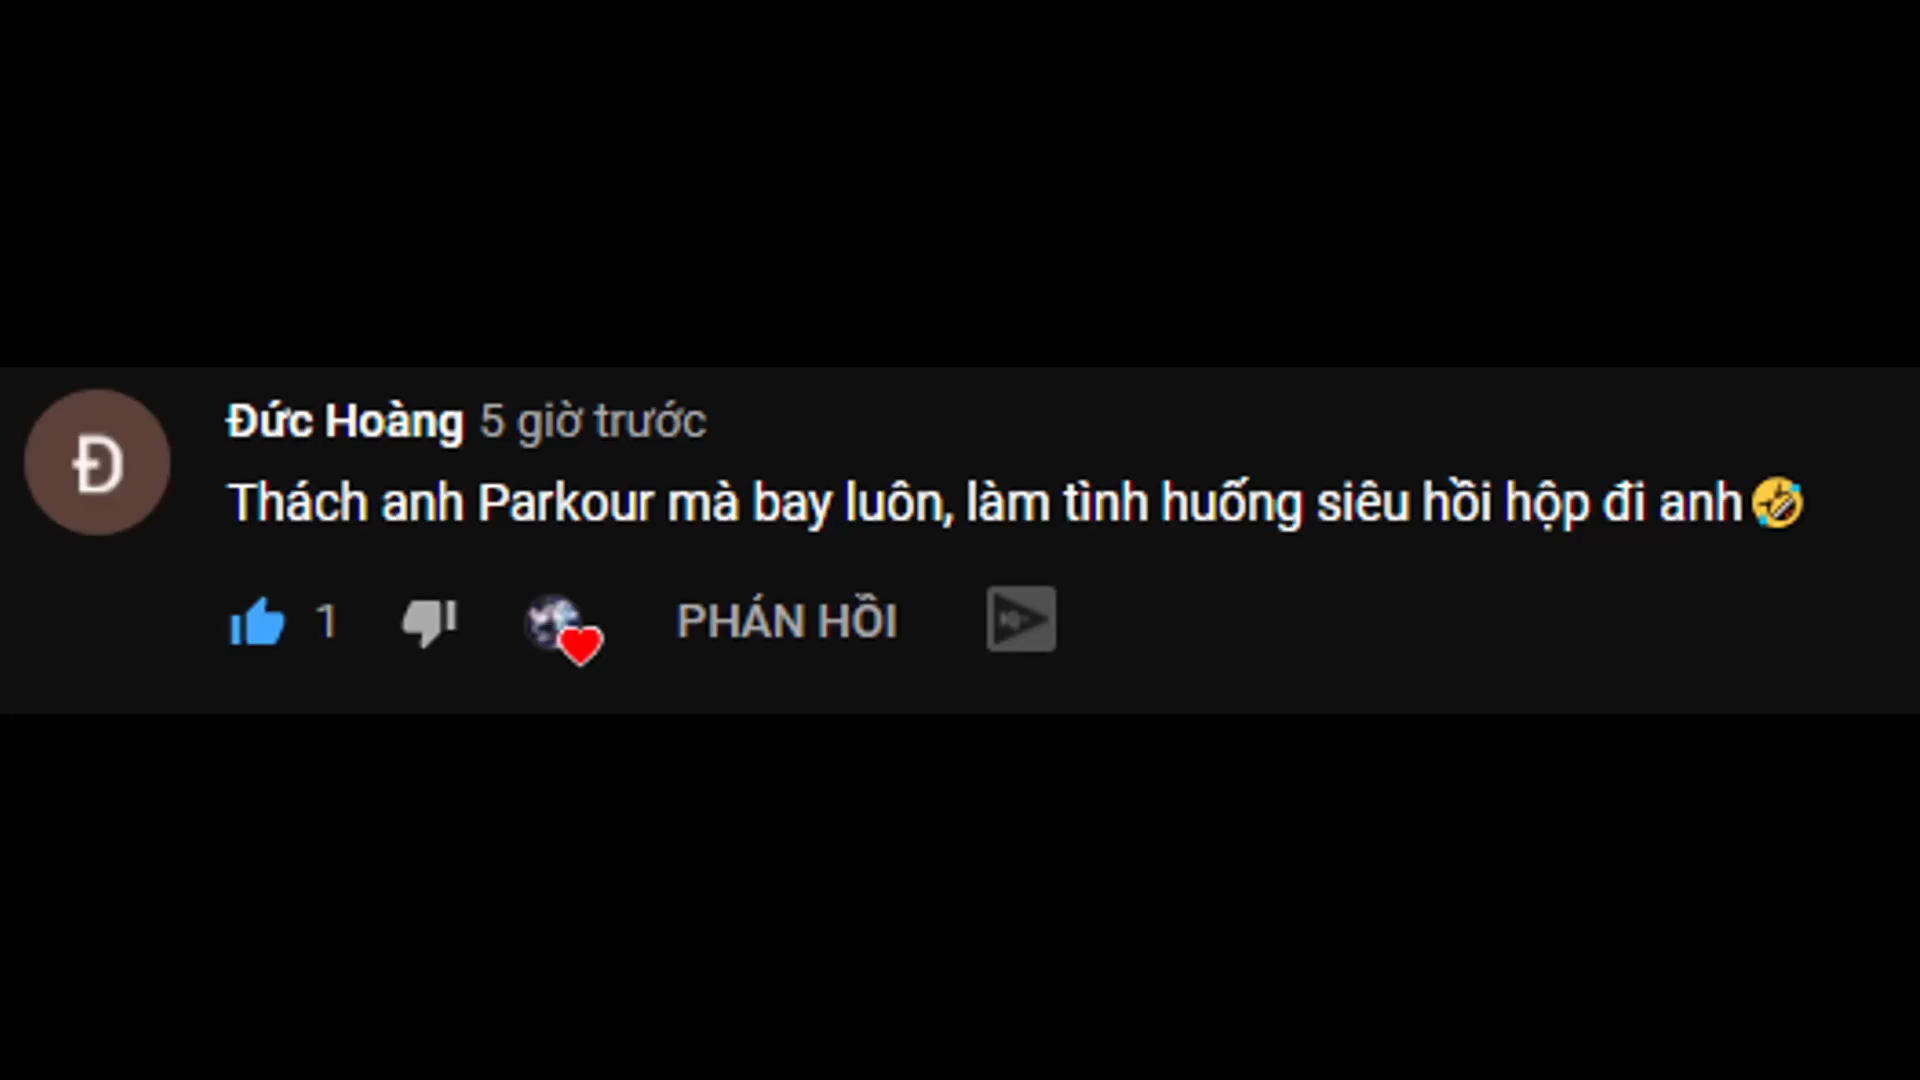 Đ
Đức Hoàng 5 giờ trước
Thách anh Parkour mà bay luôn, làm tình huống siêu hồi hộp đi anh🤣
1
PHẢN HỒI